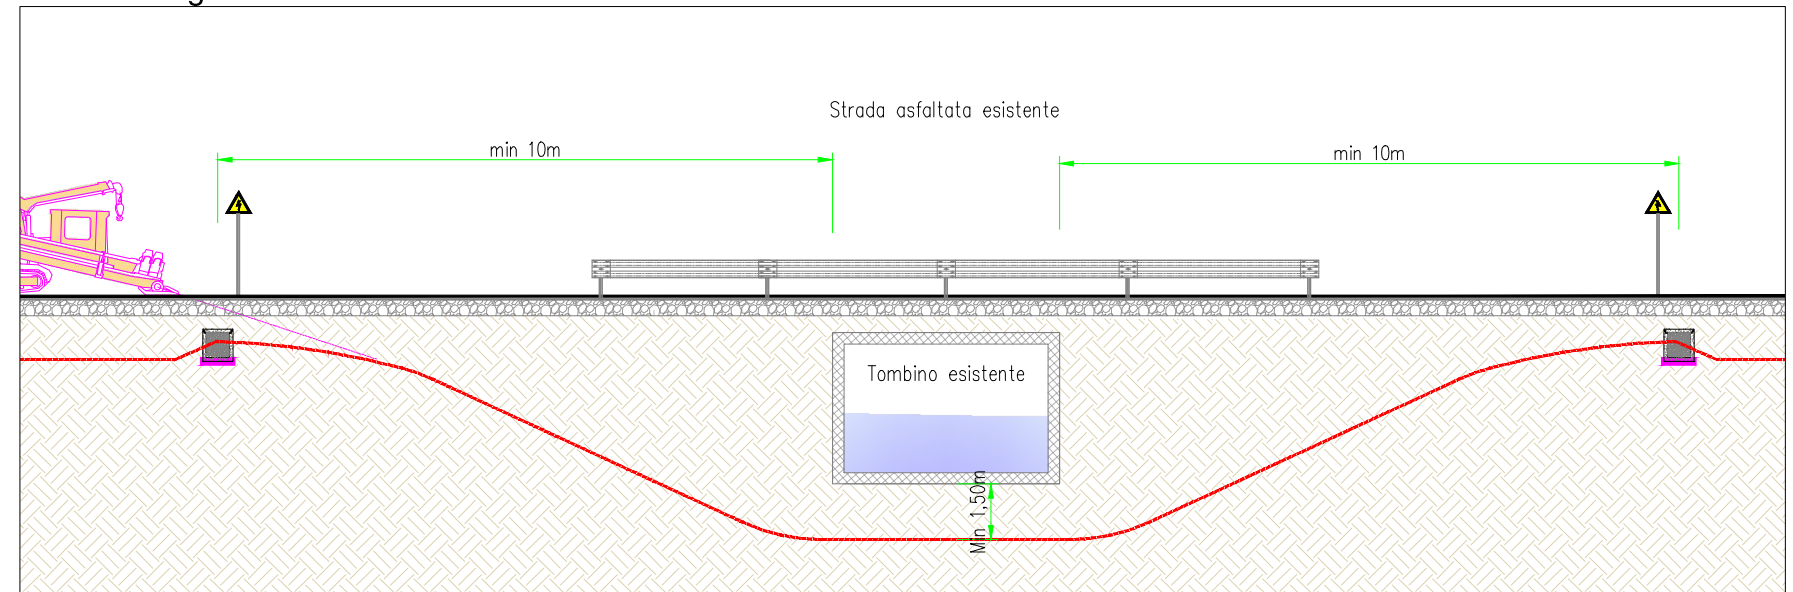 Strada asfaltata esistente
min 10m
min 10m
Tombino esistente
Min 1,50m